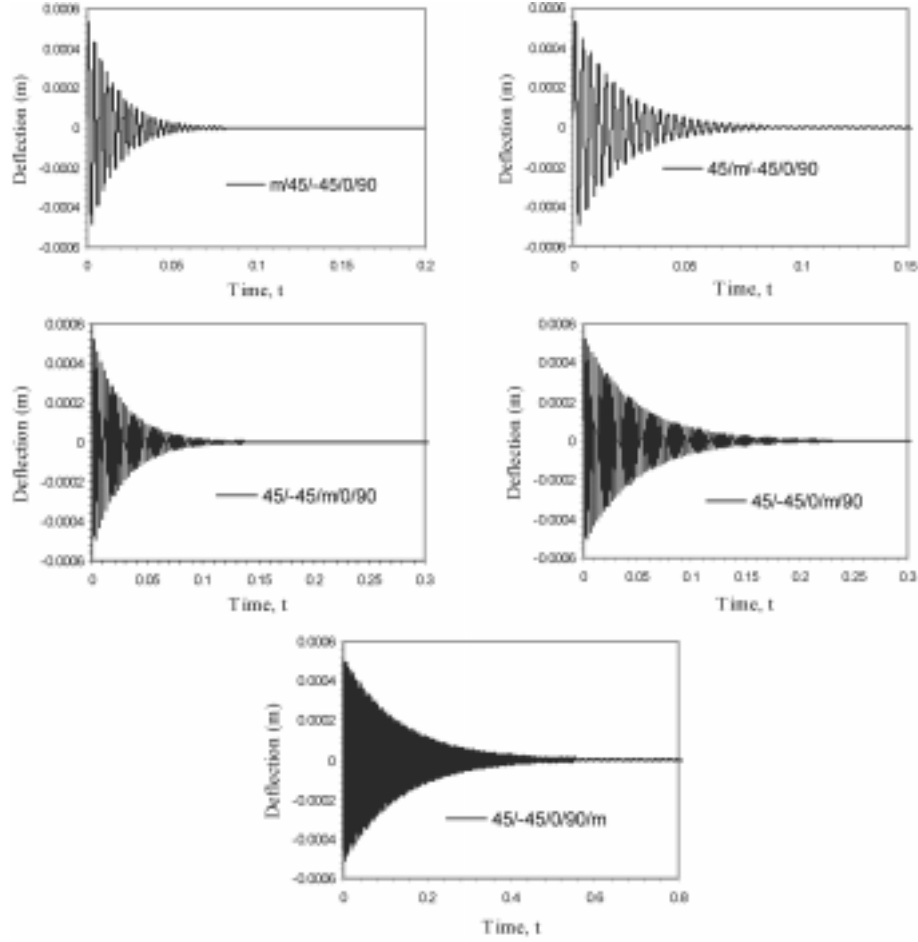 Deflection (m)
0.0006
0.0004
0.0002
0
-0.0002
-0.0004
-0.0006
m/45/-45/0/90
0 0.05 0.1 0.15 0.2
Time, t
Deflection (m)
0.0006
0.0004
0.0002
0
-0.0002
-0.0004
-0.0006
45/m/-45/0/90
0 0.05 0.1 0.15
Time, t
Deflection (m)
0.0006
0.0004
0.0002
0
-0.0002
-0.0004
-0.0006
45/-45/m/0/90
0 0.05 0.1 0.15 0.2 0.25 0.3
Time, t
Deflection (m)
0.0006
0.0004
0.0002
0
-0.0002
-0.0004
-0.0006
45/-45/0/m/90
0 0.05 0.1 0.15 0.2 0.25 0.3
Time, t
Deflection (m)
0.0006
0.0004
0.0002
0
-0.0002
-0.0004
-0.0006
45/-45/0/90/m
0 0.2 0.4 0.6 0.8
Time, t